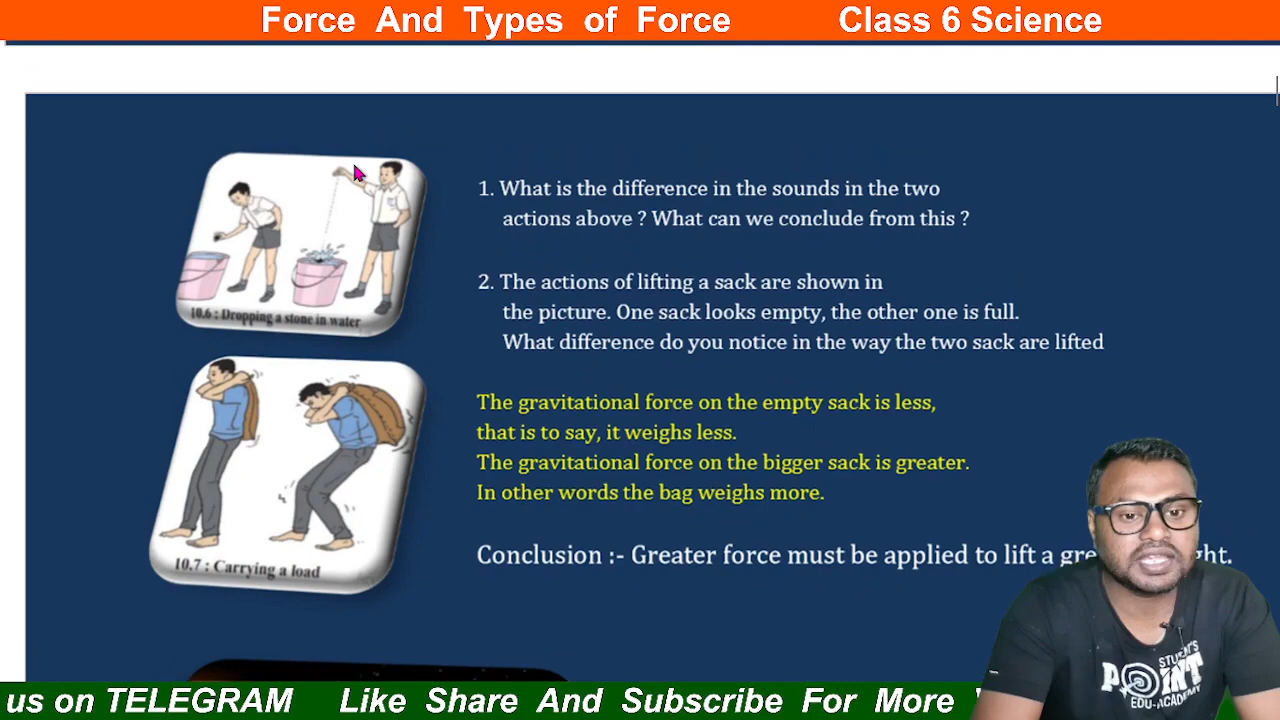 Force And Types of Force Class 6 Science
10.6 : Dropping a stone in water
1. What is the difference in the sounds in the two
actions above ? What can we conclude from this ?
2. The actions of lifting a sack are shown in
the picture. One sack looks empty, the other one is full.
What difference do you notice in the way the two sack are lifted
10.7 : Carrying a load
The gravitational force on the empty sack is less,
that is to say, it weighs less.
The gravitational force on the bigger sack is greater.
In other words the bag weighs more.
Conclusion :- Greater force must be applied to lift a
STUDENT'S
POINT
EDU-ACADEMY
us on TELEGRAM Like Share And Subscribe For More